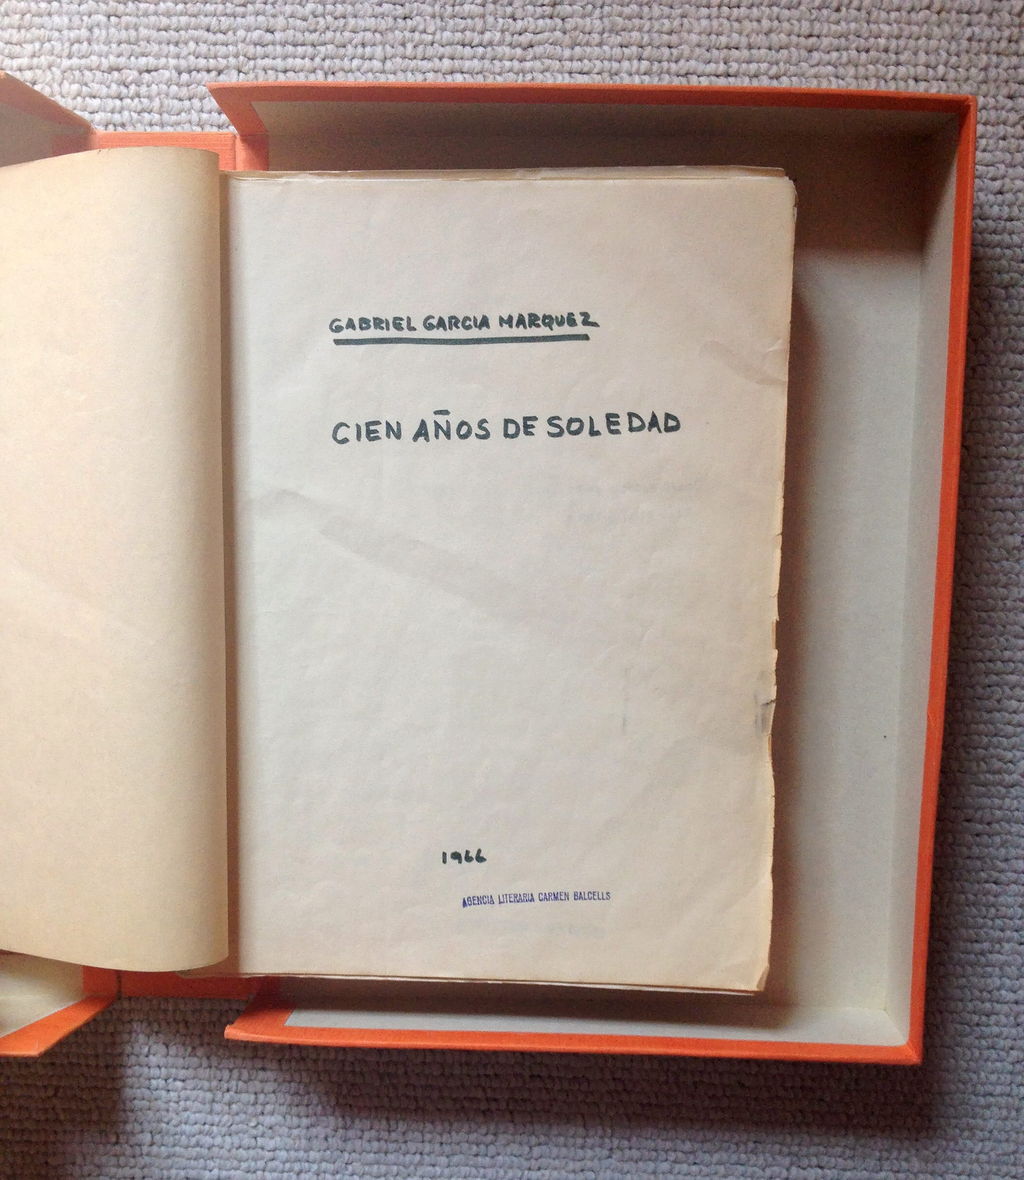 GABRIEL GARCIA MARQUEZ
CIEN AÑOS DE SOLEDAD
1966
AGENCIA LITERARIA CARMEN BALCELLS